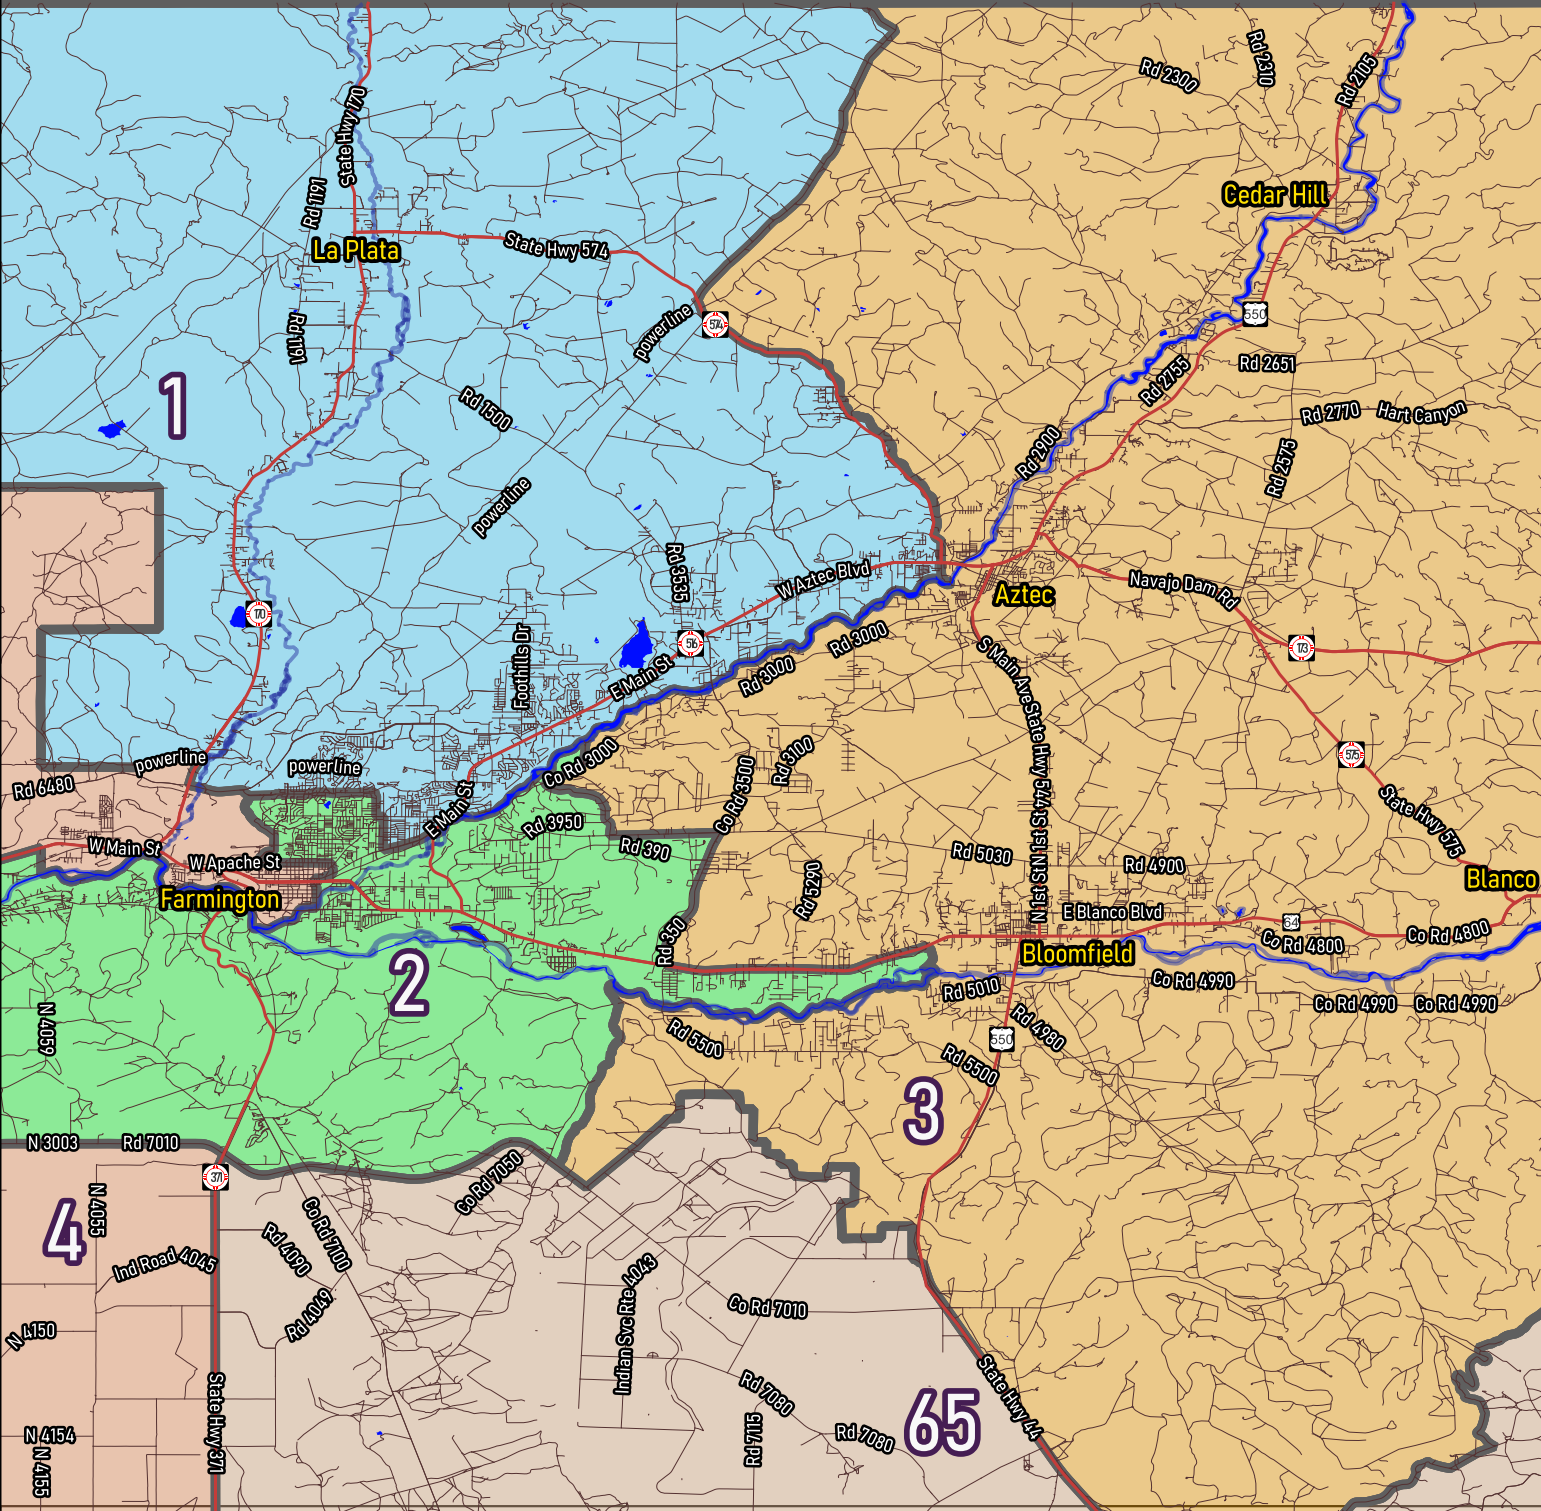 Rd 2300
Rd 2310
Rd 2105
State Hwy 170
Rd 1191
La Plata
State Hwy 574
Cedar Hill
550
powerline
574
Rd 1191
Rd 2651
Rd 2755
1
Rd 1500
Rd 2770
Hart Canyon
Rd 2900
Rd 2575
powerline
Rd 3535
W Aztec Blvd
Aztec
Navajo Dam Rd
170
516
Rd 3000
173
Foothills Dr
E Main St
Rd 3000
S Main Ave
State Hwy 544
575
powerline
powerline
Co Rd 3000
Rd 3100
Co Rd 3500
Rd 6480
E Main St
Rd 3950
Rd 390
State Hwy 575
W Main St
W Apache St
Rd 5030
Rd 4900
Blanco
Farmington
Rd 5290
N 1st St
N 1st St
E Blanco Blvd
64
Co Rd 4800
Co Rd 4800
Rd 350
Bloomfield
2
Co Rd 4990
Rd 5010
Co Rd 4990
Co Rd 4990
N 4059
Rd 5500
550
Rd 4980
Rd 5500
3
N 3003
Rd 7010
371
Co Rd 7050
N 4055
4
Co Rd 7100
Rd 4090
Ind Road 4045
Indian Svc Rte 4043
Rd 4049
Co Rd 7010
N 4150
State Hwy 371
State Hwy 44
Rd 7080
65
Rd 7115
Rd 7080
N 4154
N 4155